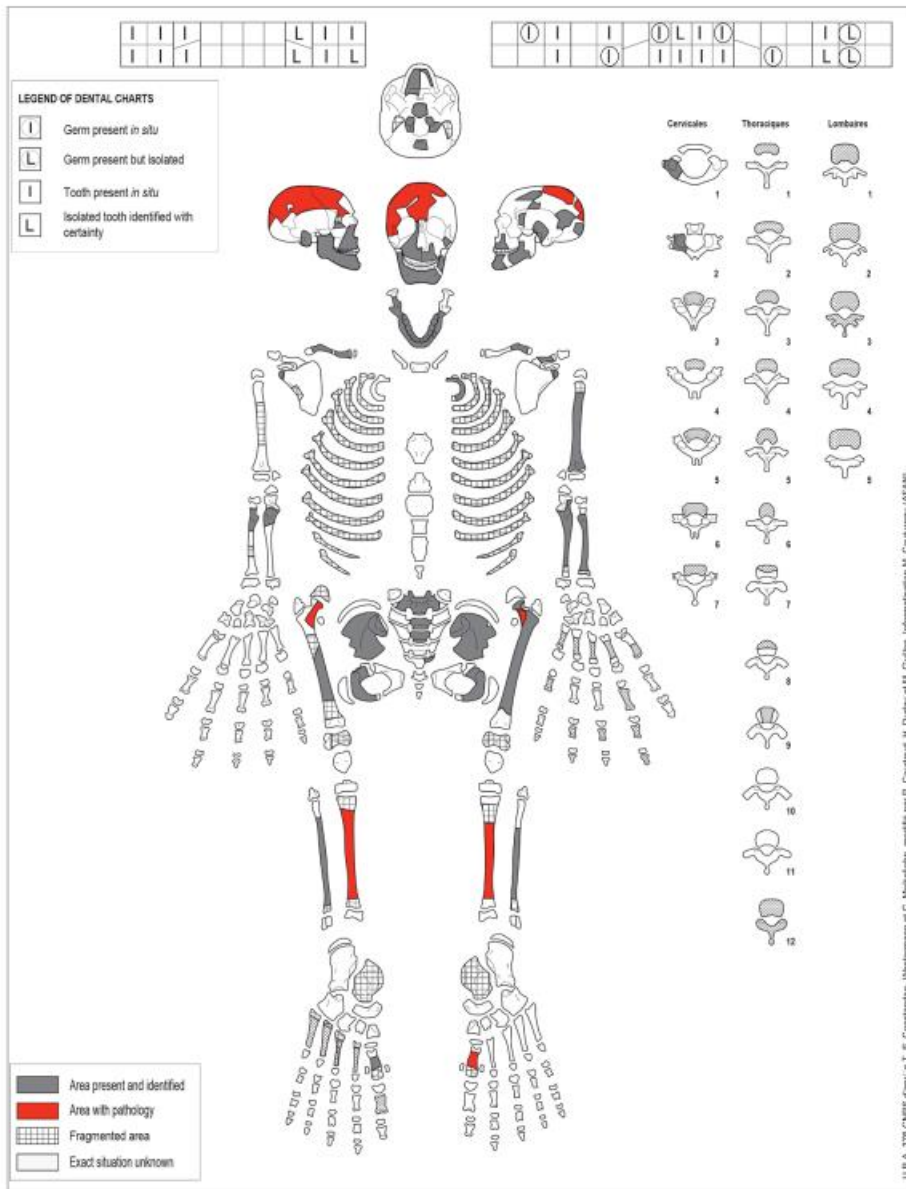 I I I L I I
I I I L I L
I I I I L I I I L
I I I I I I I L L
LEGEND OF DENTAL CHARTS
I Germ present in situ
L Germ present but isolated
I Tooth present in situ
L Isolated tooth identified with
certainty
Cervicales Thoraciques Lombaires
1 1 1
2 2 2
3 3 3
4 4 4
5 5 5
6 6
7 7
8
9
10
11
12
Area present and identified
Area with pathology
Fragmented area
Exact situation unknown